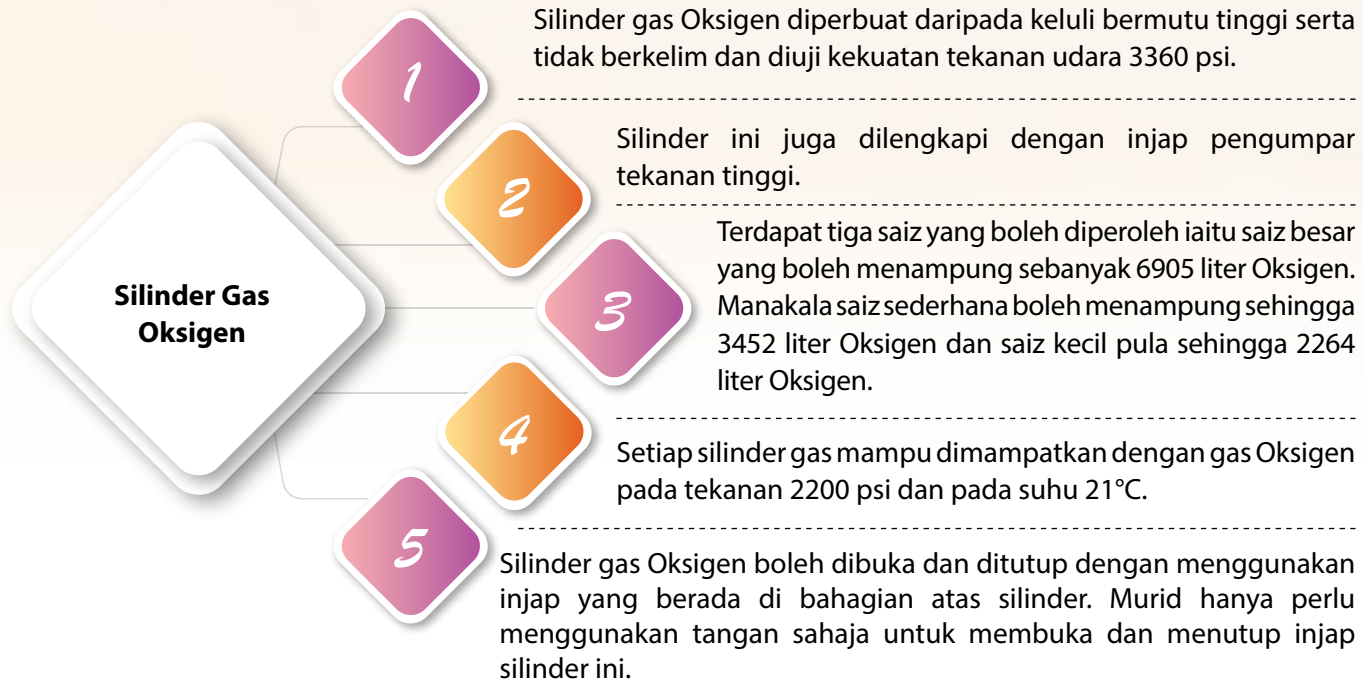 Silinder Gas
Oksigen
1
Silinder gas Oksigen diperbuat daripada keluli bermutu tinggi serta
tidak berkelim dan diuji kekuatan tekanan udara 3360 psi.
2
Silinder ini juga dilengkapi dengan injap pengumpar
tekanan tinggi.
3
Terdapat tiga saiz yang boleh diperoleh iaitu saiz besar
yang boleh menampung sebanyak 6905 liter Oksigen.
Manakala saiz sederhana boleh menampung sehingga
3452 liter Oksigen dan saiz kecil pula sehingga 2264
liter Oksigen.
4
Setiap silinder gas mampu dimampatkan dengan gas Oksigen
pada tekanan 2200 psi dan pada suhu 21°C.
5
Silinder gas Oksigen boleh dibuka dan ditutup dengan menggunakan
injap yang berada di bahagian atas silinder. Murid hanya perlu
menggunakan tangan sahaja untuk membuka dan menutup injap
silinder ini.